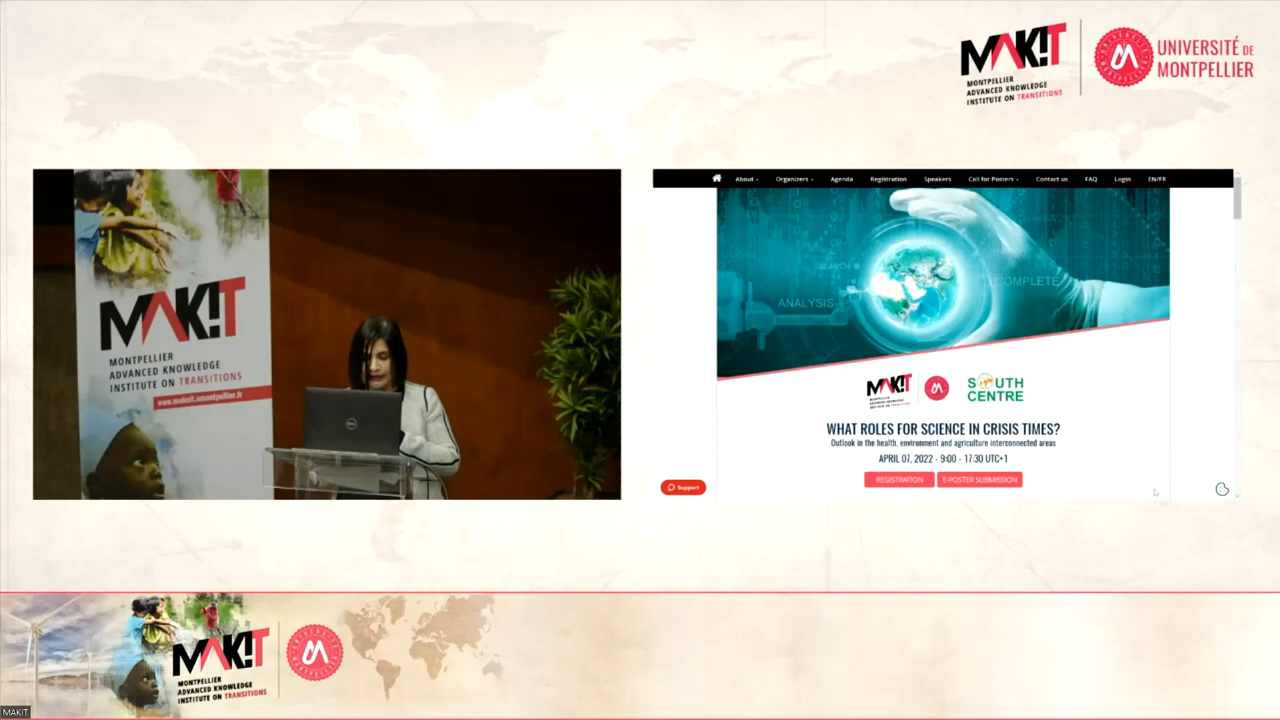 MAK!T
MONTPELLIER
ADVANCED KNOWLEDGE
INSTITUTE ON TRANSITIONS
UNIVERSITÉ DE
MONTPELLIER
MAK!T
MONTPELLIER
ADVANCED KNOWLEDGE
INSTITUTE ON TRANSITIONS
www.makeit.umontpellier.fr
DELL
About
Organizers
Agenda
Registration
Speakers
Call for Posters
Contact us
FAQ
Login
EN/FR
SEARCH
COMPLETE
ANALYSIS
MAK!T
SOUTH
CENTRE
WHAT ROLES FOR SCIENCE IN CRISIS TIMES?
Outlook in the health, environment and agriculture interconnected areas
APRIL 07, 2022 - 9:00 - 17:30 UTC+1
REGISTRATION
E-POSTER SUBMISSION
Support
MAK!T
MONTPELLIER
ADVANCED KNOWLEDGE
INSTITUTE ON TRANSITIONS
MAKIT